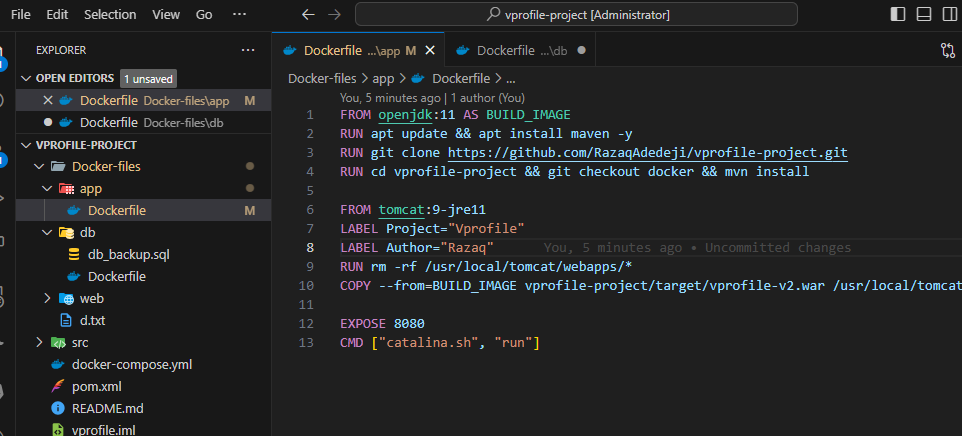 File Edit Selection View Go ··· vprofile-project [Administrator]
EXPLORER ···
OPEN EDITORS 1 unsaved
Dockerfile Docker-files\app M
Dockerfile Docker-files\db
VPROFILE-PROJECT
Docker-files
app
Dockerfile M
db
db_backup.sql
Dockerfile
web
d.txt
src
docker-compose.yml
pom.xml
README.md
vprofile.iml
Dockerfile ...\app M Dockerfile ...\db
Docker-files > app > Dockerfile > ...
You, 5 minutes ago | 1 author (You)
1 FROM openjdk:11 AS BUILD_IMAGE
2 RUN apt update && apt install maven -y
3 RUN git clone https://github.com/RazaqAdedeji/vprofile-project.git
4 RUN cd vprofile-project && git checkout docker && mvn install
5
6 FROM tomcat:9-jre11
7 LABEL Project="Vprofile"
8 LABEL Author="Razaq" You, 5 minutes ago • Uncommitted changes
9 RUN rm -rf /usr/local/tomcat/webapps/*
10 COPY --from=BUILD_IMAGE vprofile-project/target/vprofile-v2.war /usr/local/tomcat
11
12 EXPOSE 8080
13 CMD ["catalina.sh", "run"]